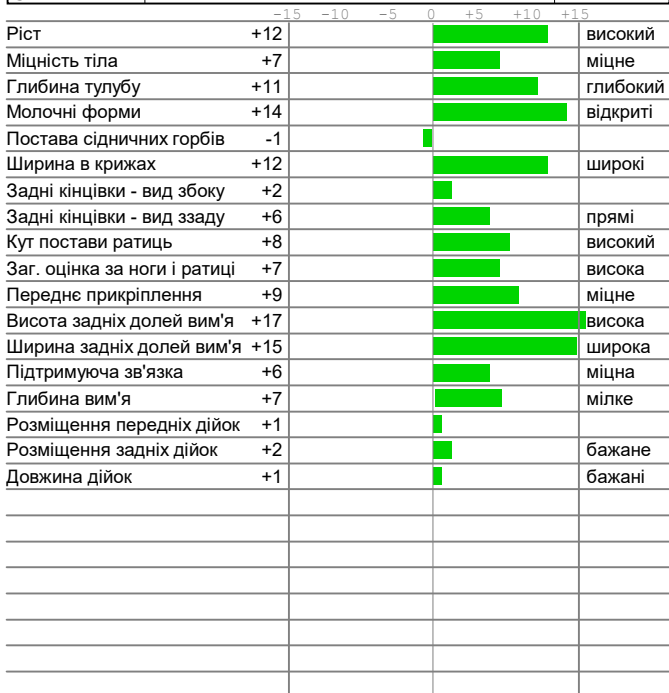 -15 -10 -5 0 +5 +10 +15
Ріст +12 високий
Міцність тіла +7 міцне
Глибина тулубу +11 глибокий
Молочні форми +14 відкриті
Постава сідничних горбів -1
Ширина в крижах +12 широкі
Задні кінцівки - вид збоку +2
Задні кінцівки - вид ззаду +6 прямі
Кут постави ратиць +8 високий
Заг. оцінка за ноги і ратиці +7 висока
Переднє прикріплення +9 міцне
Висота задніх долей вим'я +17 висока
Ширина задніх долей вим'я +15 широка
Підтримуюча зв'язка +6 міцна
Глибина вим'я +7 мілке
Розміщення передніх дійок +1
Розміщення задніх дійок +2 бажане
Довжина дійок +1 бажані